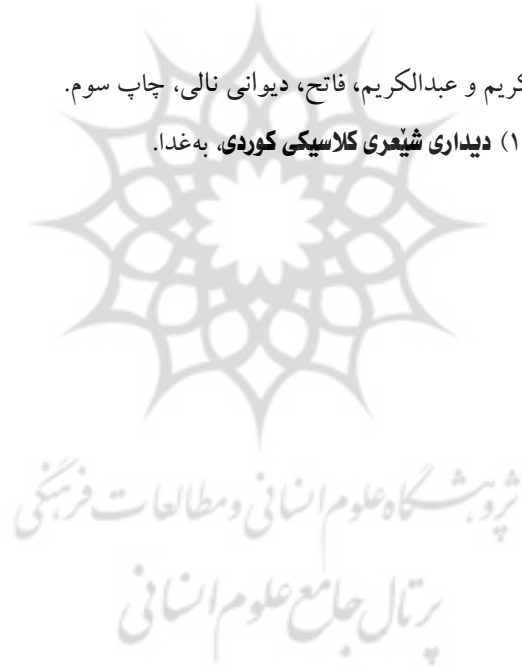 کریم و عبدالکریم، فاتح، دیوانی نالی، چاپ سوم.
۱) دیداری شێعری کلاسیکی کوردی، بەغدا.
پژوهشگاه علوم انسانی و مطالعات فرهنگی
پرتال جامع علوم انسانی